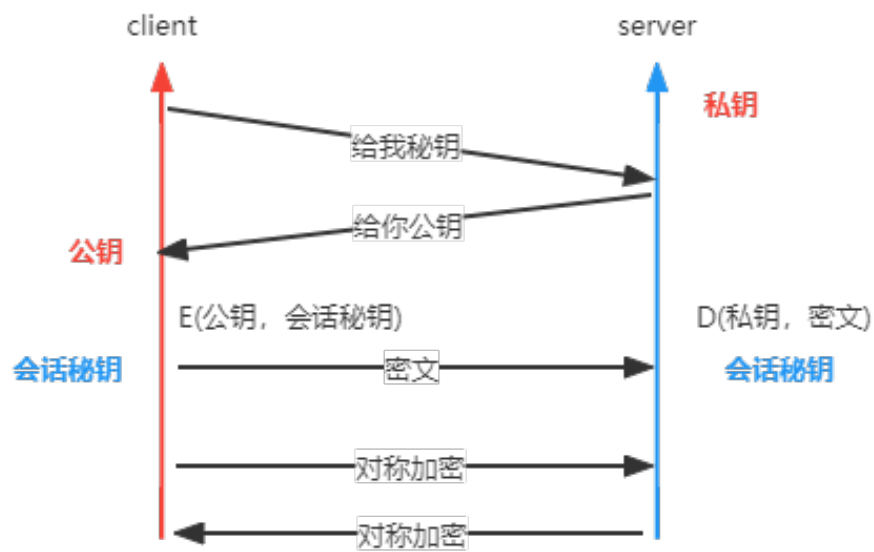 client
server
私钥
给我秘钥
给你公钥
公钥
E(公钥，会话秘钥)
D(私钥，密文)
会话秘钥
密文
会话秘钥
对称加密
对称加密